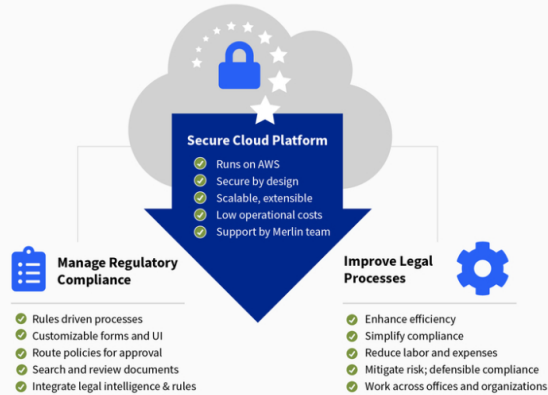 Secure Cloud Platform
Runs on AWS
Secure by design
Scalable, extensible
Low operational costs
Support by Merlin team
Manage Regulatory
Compliance
Rules driven processes
Customizable forms and UI
Route policies for approval
Search and review documents
Integrate legal intelligence & rules
Improve Legal
Processes
Enhance efficiency
Simplify compliance
Reduce labor and expenses
Mitigate risk; defensible compliance
Work across offices and organizations